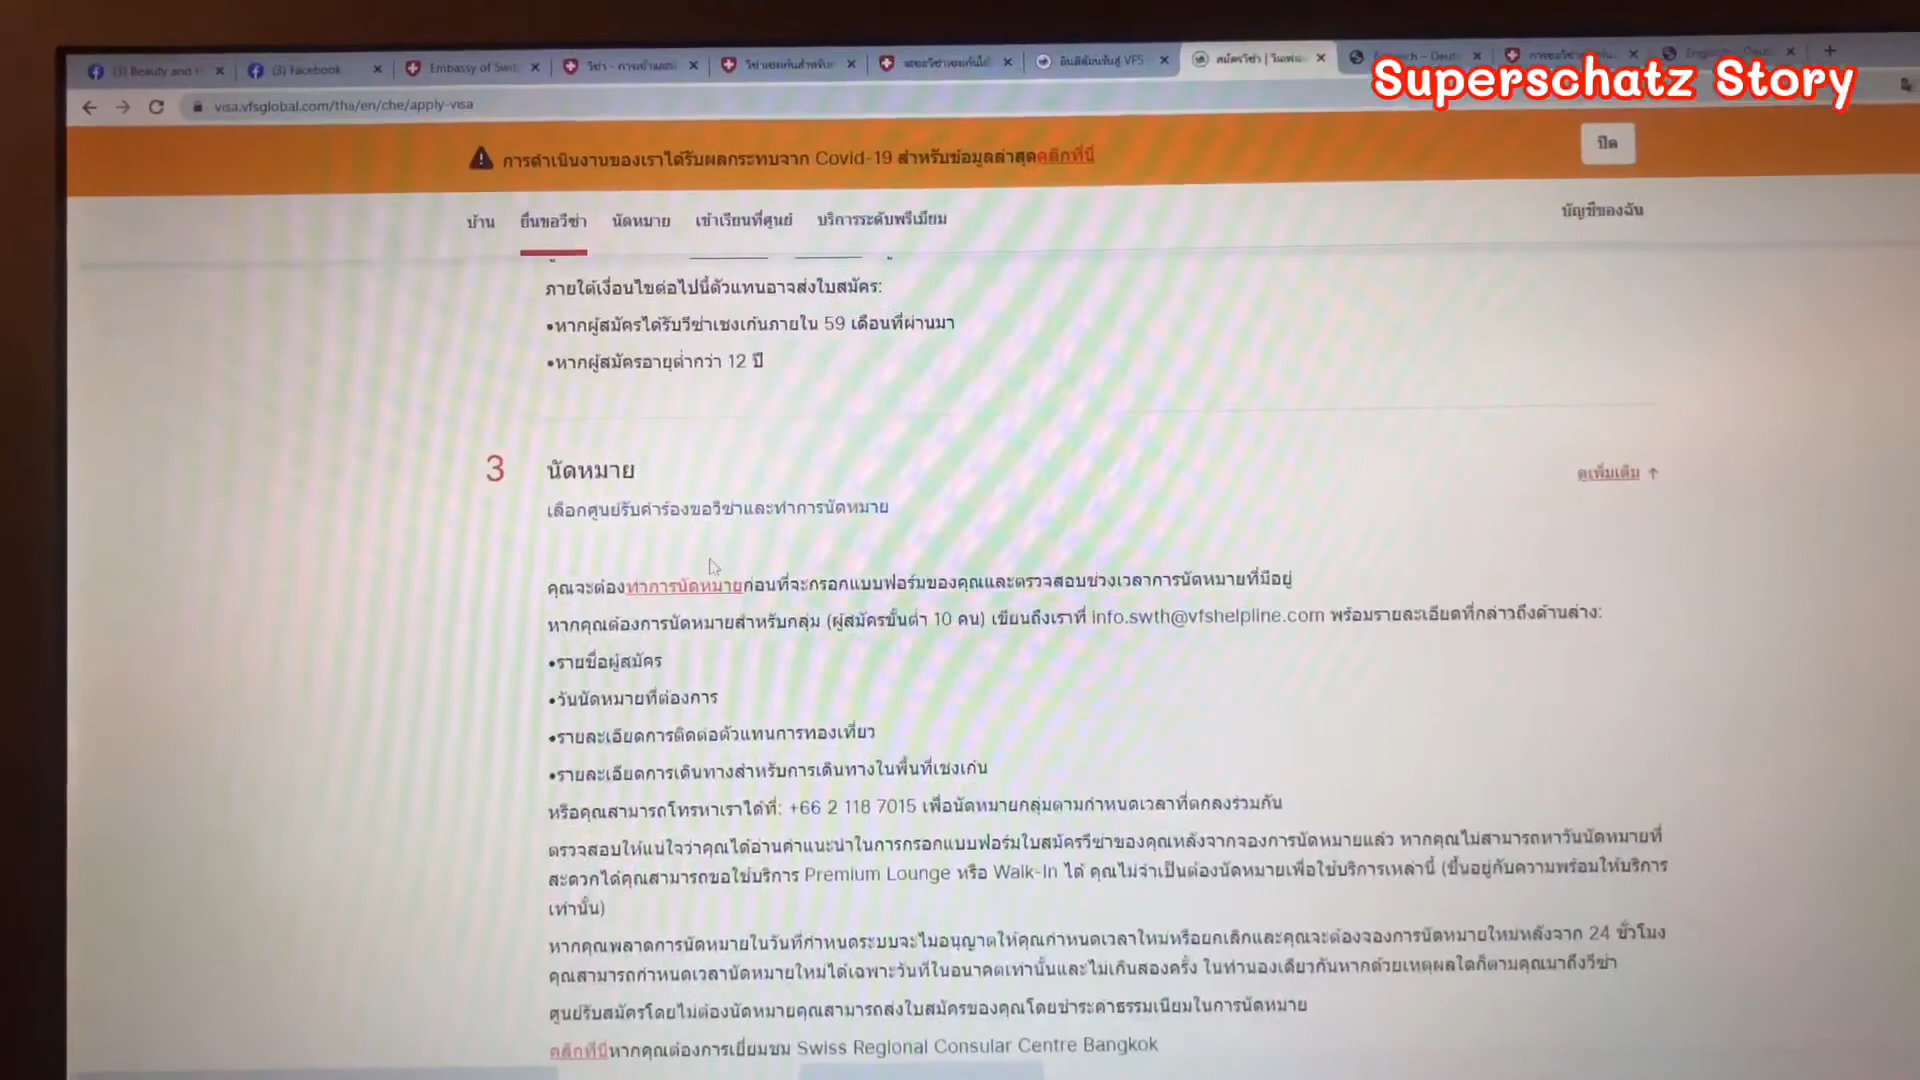 Superschatz Story
(3) Beauty and
(3) Facebook
Embassy of Swit
อินดิเคียนพันธุ์ VFS
สมัครวีซ่า
visa.vfsglobal.com/tha/en/che/apply-visa
การดำเนินงานของเราได้รับผลกระทบจาก Covid-19 สำหรับข้อมูลล่าสุดคลิกที่นี่
ปิด
บ้าน ยื่นขอวีซ่า นัดหมาย เข้าเรียนที่ศูนย์ บริการระดับพรีเมียม
บัญชีของฉัน
ภายใต้เงื่อนไขต่อไปนี้ตัวแทนอาจส่งใบสมัคร:
•หากผู้สมัครได้รับวีซ่าเชงเก้นภายใน 59 เดือนที่ผ่านมา
•หากผู้สมัครอายุต่ำกว่า 12 ปี
3 นัดหมาย
ดูเพิ่มเติม ↑
เลือกศูนย์รับคำร้องขอวีซ่าและทำการนัดหมาย
คุณจะต้องทำการนัดหมายก่อนที่จะกรอกแบบฟอร์มของคุณและตรวจสอบช่วงเวลาการนัดหมายที่มีอยู่
หากคุณต้องการนัดหมายสำหรับกลุ่ม (ผู้สมัครขั้นต่ำ 10 คน) เขียนถึงเราที่ info.swth@vfshelpline.com พร้อมรายละเอียดที่กล่าวถึงด้านล่าง:
•รายชื่อผู้สมัคร
•วันนัดหมายที่ต้องการ
•รายละเอียดการติดต่อตัวแทนการท่องเที่ยว
•รายละเอียดการเดินทางสำหรับการเดินทางในพื้นที่เชงเก้น
หรือคุณสามารถโทรหาเราได้ที่: +66 2 118 7015 เพื่อนัดหมายกลุ่มตามกำหนดเวลาที่ตกลงร่วมกัน
ตรวจสอบให้แน่ใจว่าคุณได้อ่านคำแนะนำในการกรอกแบบฟอร์มใบสมัครวีซ่าของคุณหลังจากจองการนัดหมายแล้ว หากคุณไม่สามารถหาวันนัดหมายที่
สะดวกได้คุณสามารถขอใช้บริการ Premium Lounge หรือ Walk-In ได้ คุณไม่จำเป็นต้องนัดหมายเพื่อใช้บริการเหล่านี้ (ขึ้นอยู่กับความพร้อมให้บริการ
เท่านั้น)
หากคุณพลาดการนัดหมายในวันที่กำหนดระบบจะไม่อนุญาตให้คุณกำหนดเวลาใหม่หรือยกเลิกและคุณจะต้องจองการนัดหมายใหม่หลังจาก 24 ชั่วโมง
คุณสามารถกำหนดเวลานัดหมายใหม่ได้เฉพาะวันที่ในอนาคตเท่านั้นและไม่เกินสองครั้ง ในทำนองเดียวกันหากด้วยเหตุผลใดก็ตามคุณมาถึงวีซ่า
ศูนย์รับสมัครโดยไม่ต้องนัดหมายคุณสามารถส่งใบสมัครของคุณโดยชำระค่าธรรมเนียมในการนัดหมาย
คลิกที่นี่หากคุณต้องการเยี่ยมชม Swiss Regional Consular Centre Bangkok